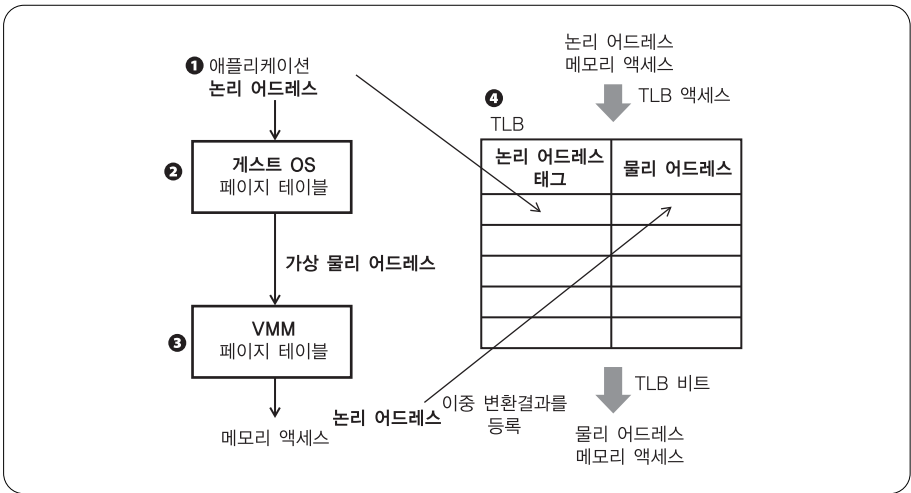 ❶ 애플리케이션
논리 어드레스
❷
게스트 OS
페이지 테이블
가상 물리 어드레스
❸
VMM
페이지 테이블
메모리 액세스
논리 어드레스
이중 변환결과를
등록
논리 어드레스
메모리 액세스
TLB 액세스
❹
TLB
논리 어드레스
태그
물리 어드레스
TLB 비트
물리 어드레스
메모리 액세스